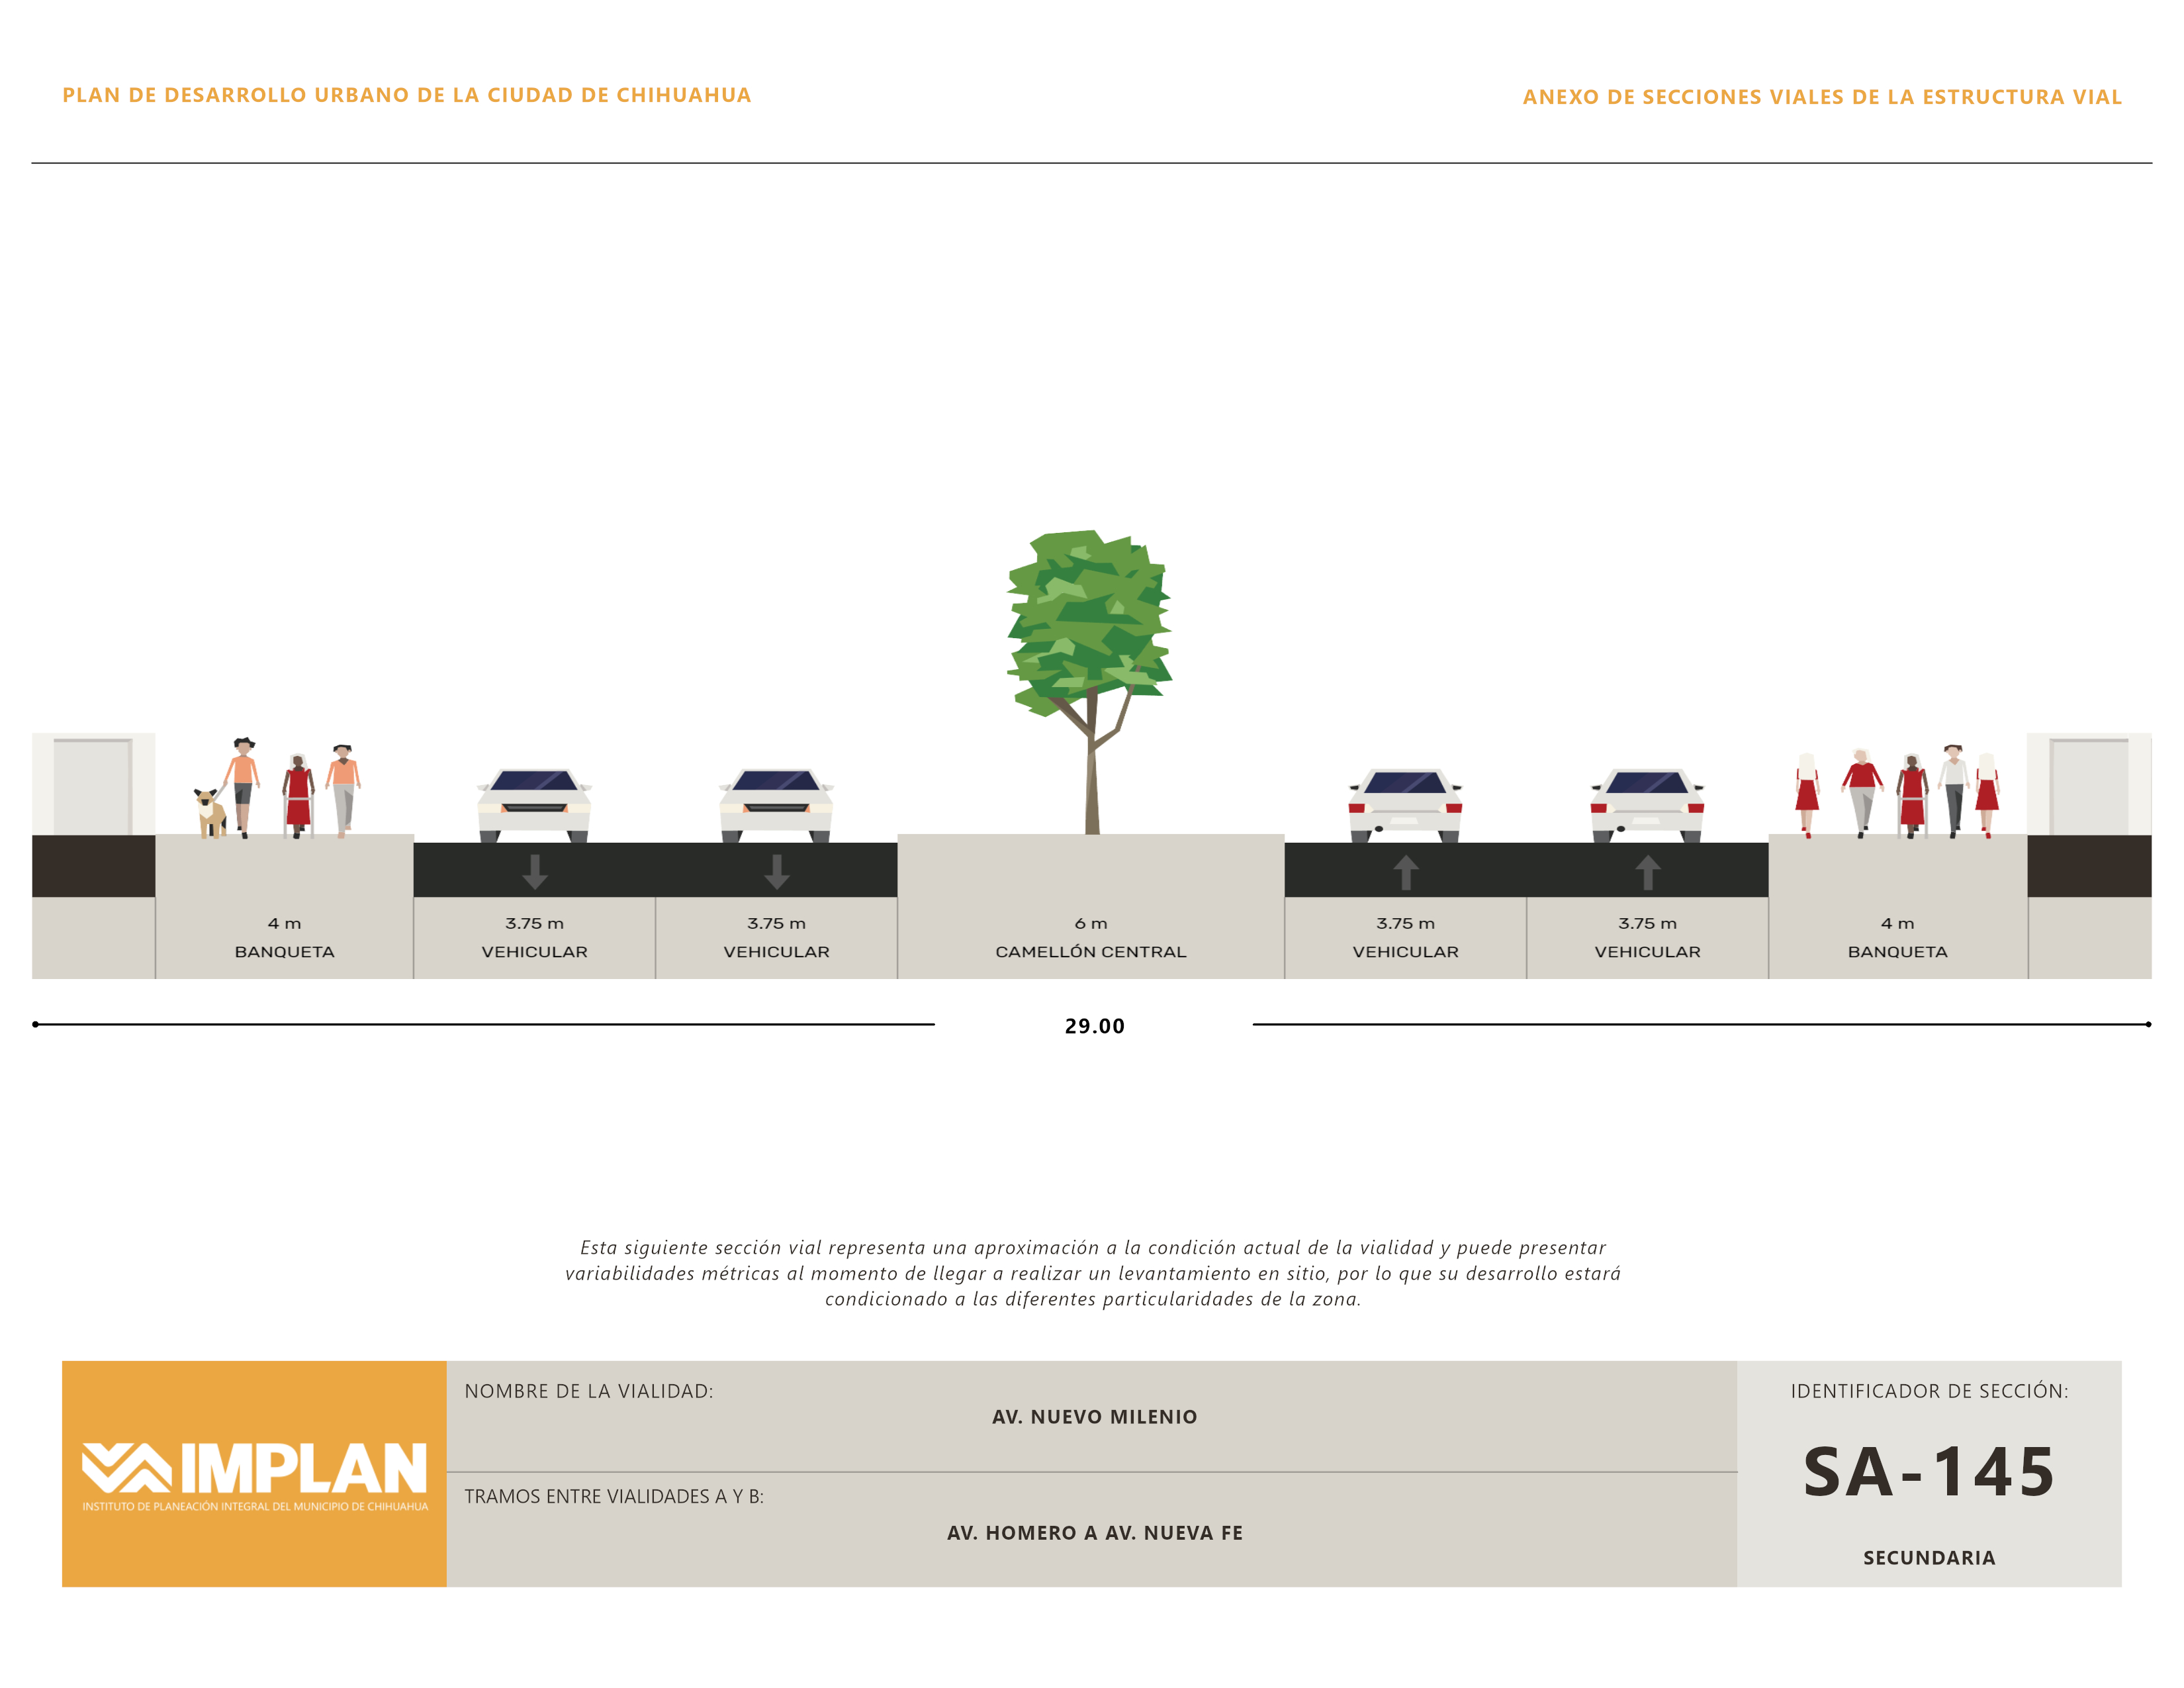 PLAN DE DESARROLLO URBANO DE LA CIUDAD DE CHIHUAHUA
ANEXO DE SECCIONES VIALES DE LA ESTRUCTURA VIAL
4 m
BANQUETA
3.75 m
VEHICULAR
3.75 m
VEHICULAR
6 m
CAMELLÓN CENTRAL
3.75 m
VEHICULAR
3.75 m
VEHICULAR
4 m
BANQUETA
29.00
Esta siguiente sección vial representa una aproximación a la condición actual de la vialidad y puede presentar
variabilidades métricas al momento de llegar a realizar un levantamiento en sitio, por lo que su desarrollo estará
condicionado a las diferentes particularidades de la zona.
IMPLAN
INSTITUTO DE PLANEACIÓN INTEGRAL DEL MUNICIPIO DE CHIHUAHUA
NOMBRE DE LA VIALIDAD:
AV. NUEVO MILENIO
TRAMOS ENTRE VIALIDADES A Y B:
AV. HOMERO A AV. NUEVA FE
IDENTIFICADOR DE SECCIÓN:
SA-145
SECUNDARIA